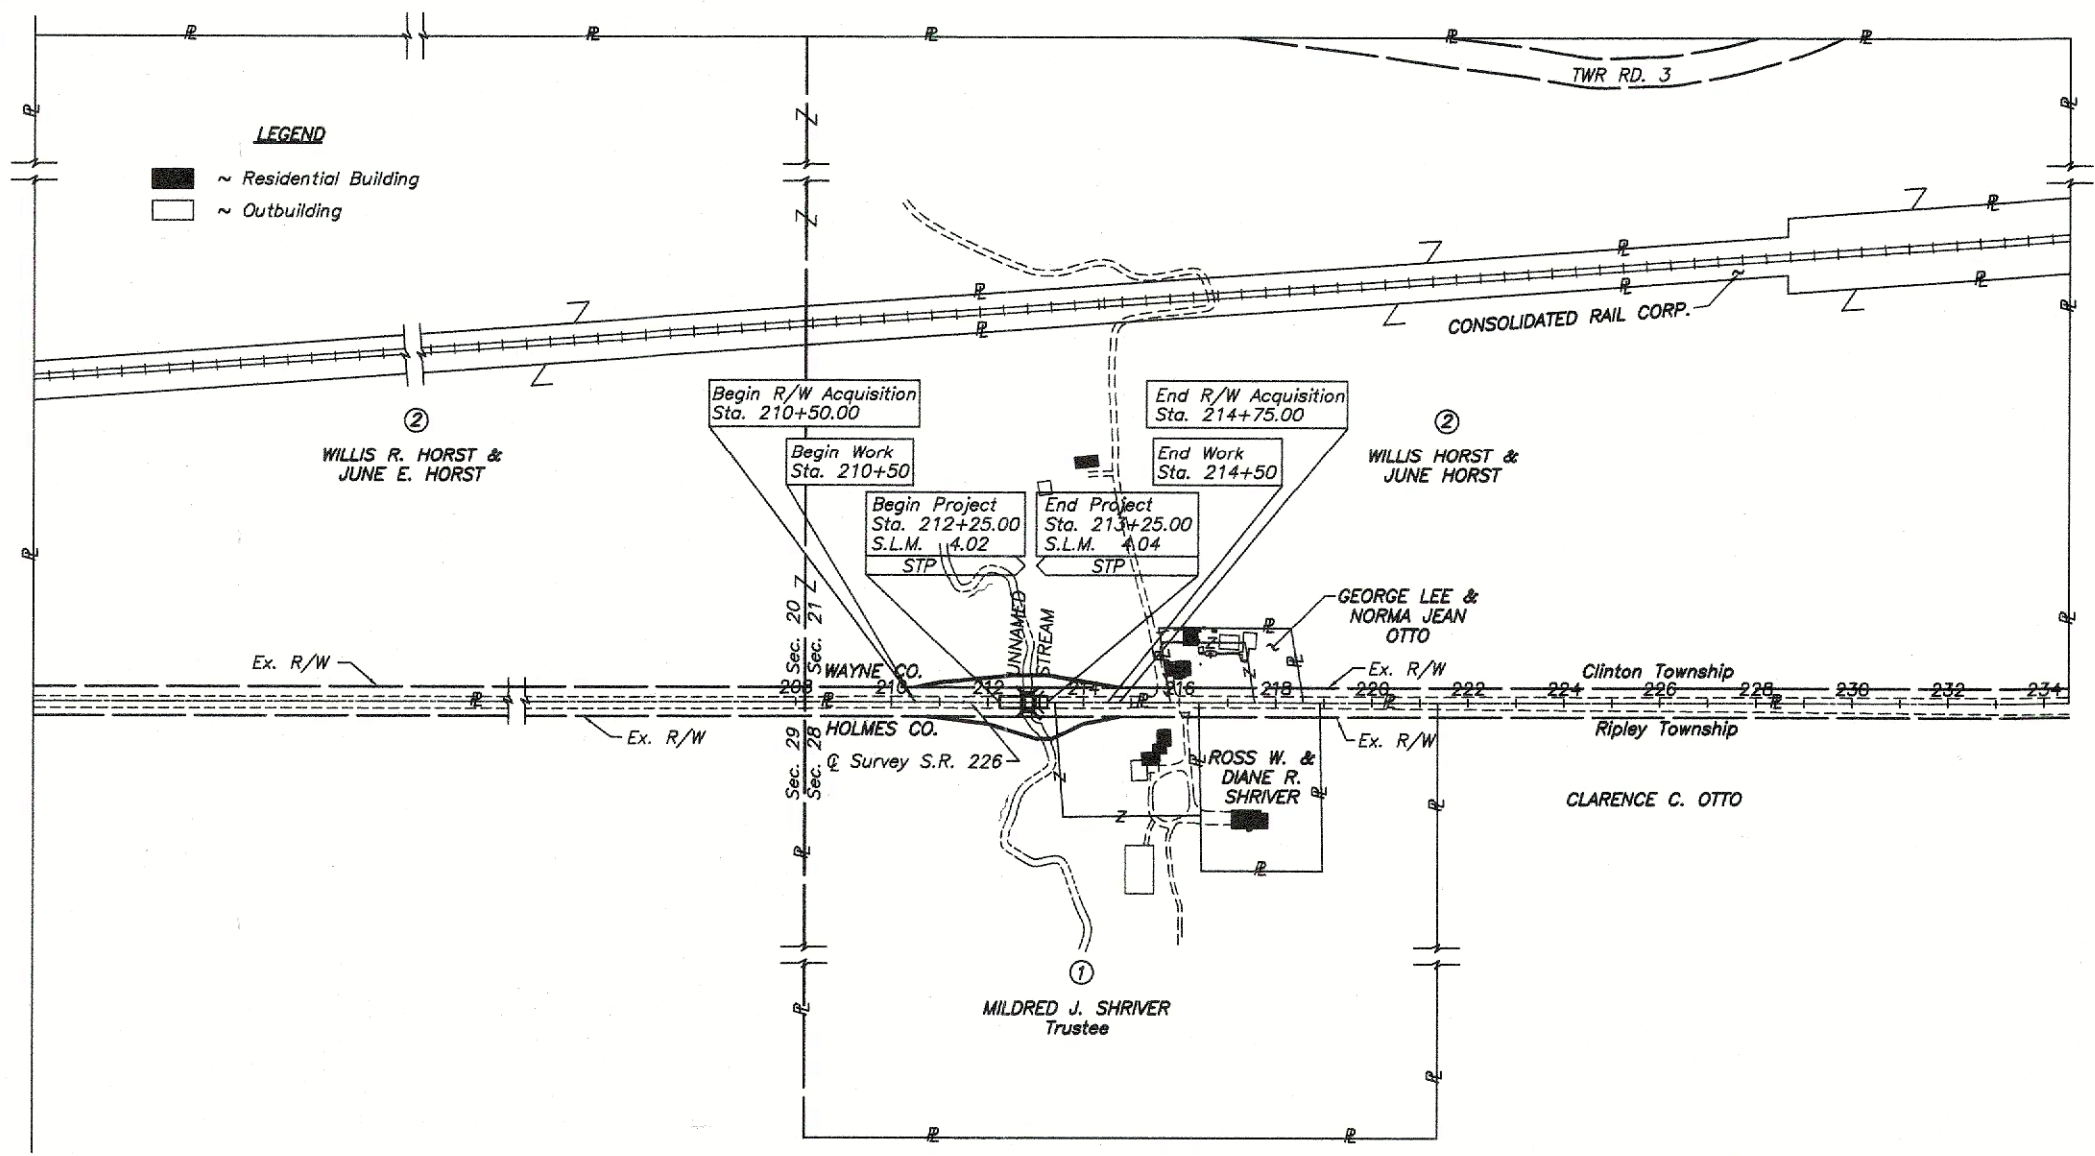 TWR RD. 3
LEGEND
~ Residential Building
~ Outbuilding
CONSOLIDATED RAIL CORP.
Begin R/W Acquisition
Sta. 210+50.00
End R/W Acquisition
Sta. 214+75.00
2
WILLIS R. HORST &
JUNE E. HORST
2
WILLIS HORST &
JUNE HORST
Begin Work
Sta. 210+50
End Work
Sta. 214+50
Begin Project
Sta. 212+25.00
S.L.M. 4.02
STP
End Project
Sta. 213+25.00
S.L.M. 4.04
STP
Sec. 20
Sec. 21
UNNAMED
STREAM
GEORGE LEE &
NORMA JEAN
OTTO
Ex. R/W
WAYNE CO.
Ex. R/W
Clinton Township
208 210 212 214 216 218 220 222 224 226 228 230 232 234
HOLMES CO.
Ex. R/W
Ex. R/W
Ripley Township
Sec. 29
Sec. 28
℄ Survey S.R. 226
ROSS W. &
DIANE R.
SHRIVER
CLARENCE C. OTTO
1
MILDRED J. SHRIVER
Trustee